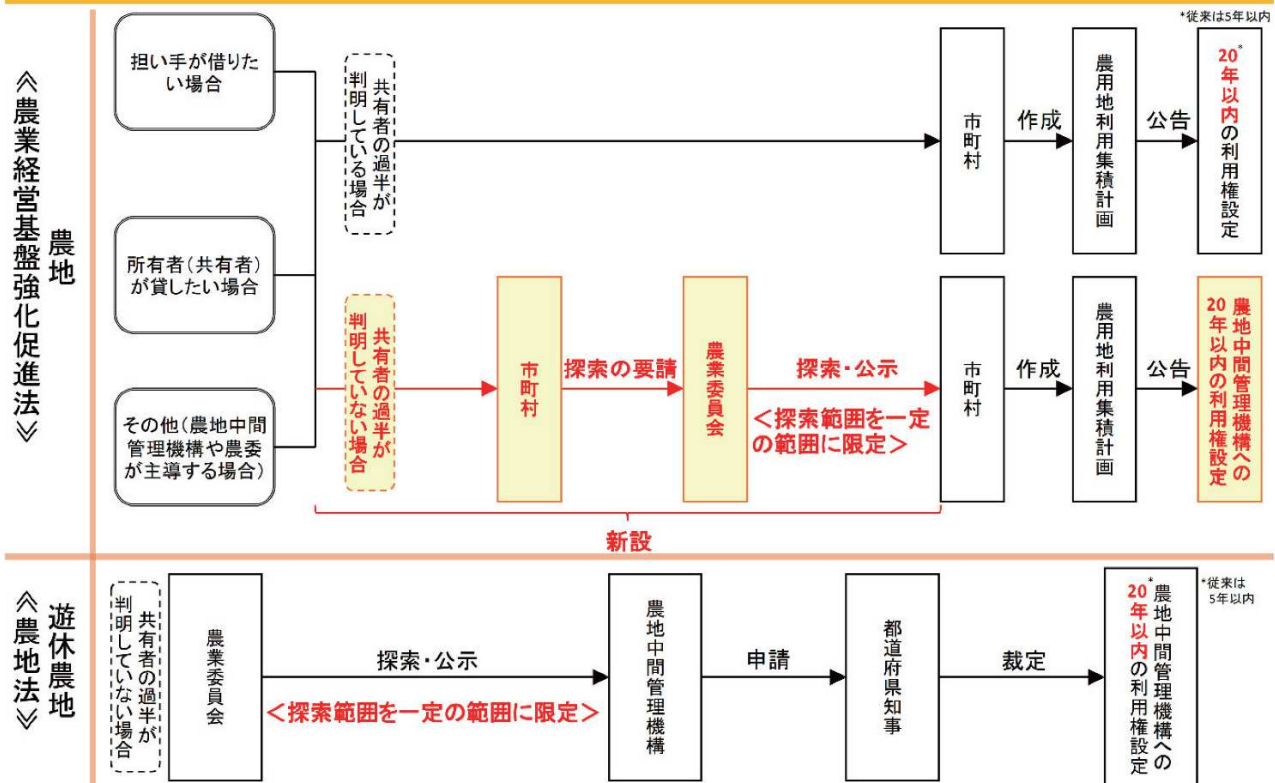 *従来は5年以内
≪農業経営基盤強化促進法≫
農地
担い手が借りた
い場合
所有者(共有者)
が貸したい場合
その他(農地中間
管理機構や農委
が主導する場合)
共有者の過半が
判明している場合
市町村
作成
農用地利用集積計画
公告
20年以内の利用権設定
*
共有者の過半が
判明していない場合
市町村
探索の要請
農業委員会
探索・公示
<探索範囲を一定
の範囲に限定>
市町村
作成
農用地利用集積計画
公告
農地中間管理機構への
20年以内の利用権設定
新設
遊休農地
≪農地法≫
共有者の過半が
判明していない場合
農業委員会
探索・公示
<探索範囲を一定の範囲に限定>
農地中間管理機構
申請
都道府県知事
裁定
農地中間管理機構への
20年以内の利用権設定
*
*従来は
5年以内